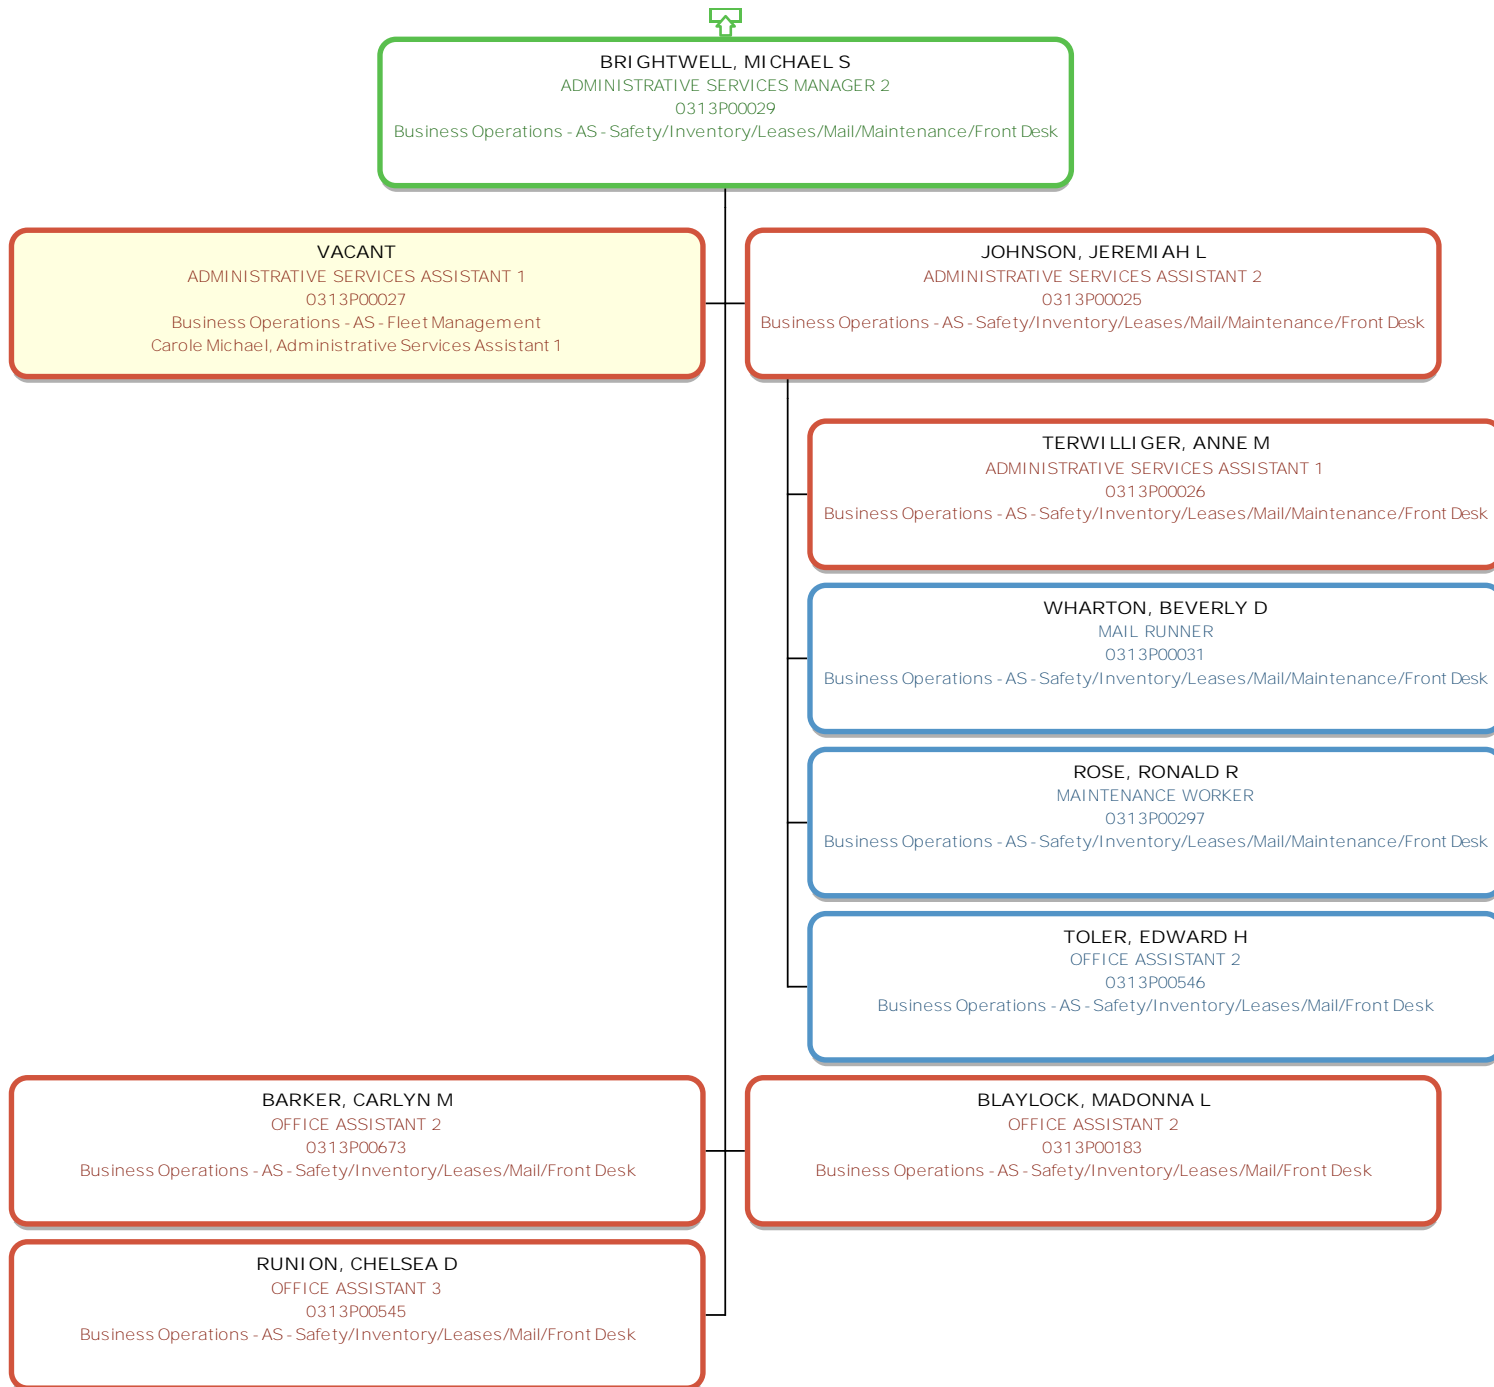 BRIGHTWELL, MICHAEL S
ADMINISTRATIVE SERVICES MANAGER 2
0313P00029
Business Operations - AS - Safety/Inventory/Leases/Mail/Maintenance/Front Desk
VACANT
ADMINISTRATIVE SERVICES ASSISTANT 1
0313P00027
Business Operations - AS - Fleet Management
Carole Michael, Administrative Services Assistant 1
JOHNSON, JEREMIAH L
ADMINISTRATIVE SERVICES ASSISTANT 2
0313P00025
Business Operations - AS - Safety/Inventory/Leases/Mail/Maintenance/Front Desk
TERWILLIGER, ANNE M
ADMINISTRATIVE SERVICES ASSISTANT 1
0313P00026
Business Operations - AS - Safety/Inventory/Leases/Mail/Maintenance/Front Desk
WHARTON, BEVERLY D
MAIL RUNNER
0313P00031
Business Operations - AS - Safety/Inventory/Leases/Mail/Maintenance/Front Desk
ROSE, RONALD R
MAINTENANCE WORKER
0313P00297
Business Operations - AS - Safety/Inventory/Leases/Mail/Maintenance/Front Desk
TOLER, EDWARD H
OFFICE ASSISTANT 2
0313P00546
Business Operations - AS - Safety/Inventory/Leases/Mail/Front Desk
BARKER, CARLYN M
OFFICE ASSISTANT 2
0313P00673
Business Operations - AS - Safety/Inventory/Leases/Mail/Front Desk
BLAYLOCK, MADONNA L
OFFICE ASSISTANT 2
0313P00183
Business Operations - AS - Safety/Inventory/Leases/Mail/Front Desk
RUNION, CHELSEA D
OFFICE ASSISTANT 3
0313P00545
Business Operations - AS - Safety/Inventory/Leases/Mail/Front Desk